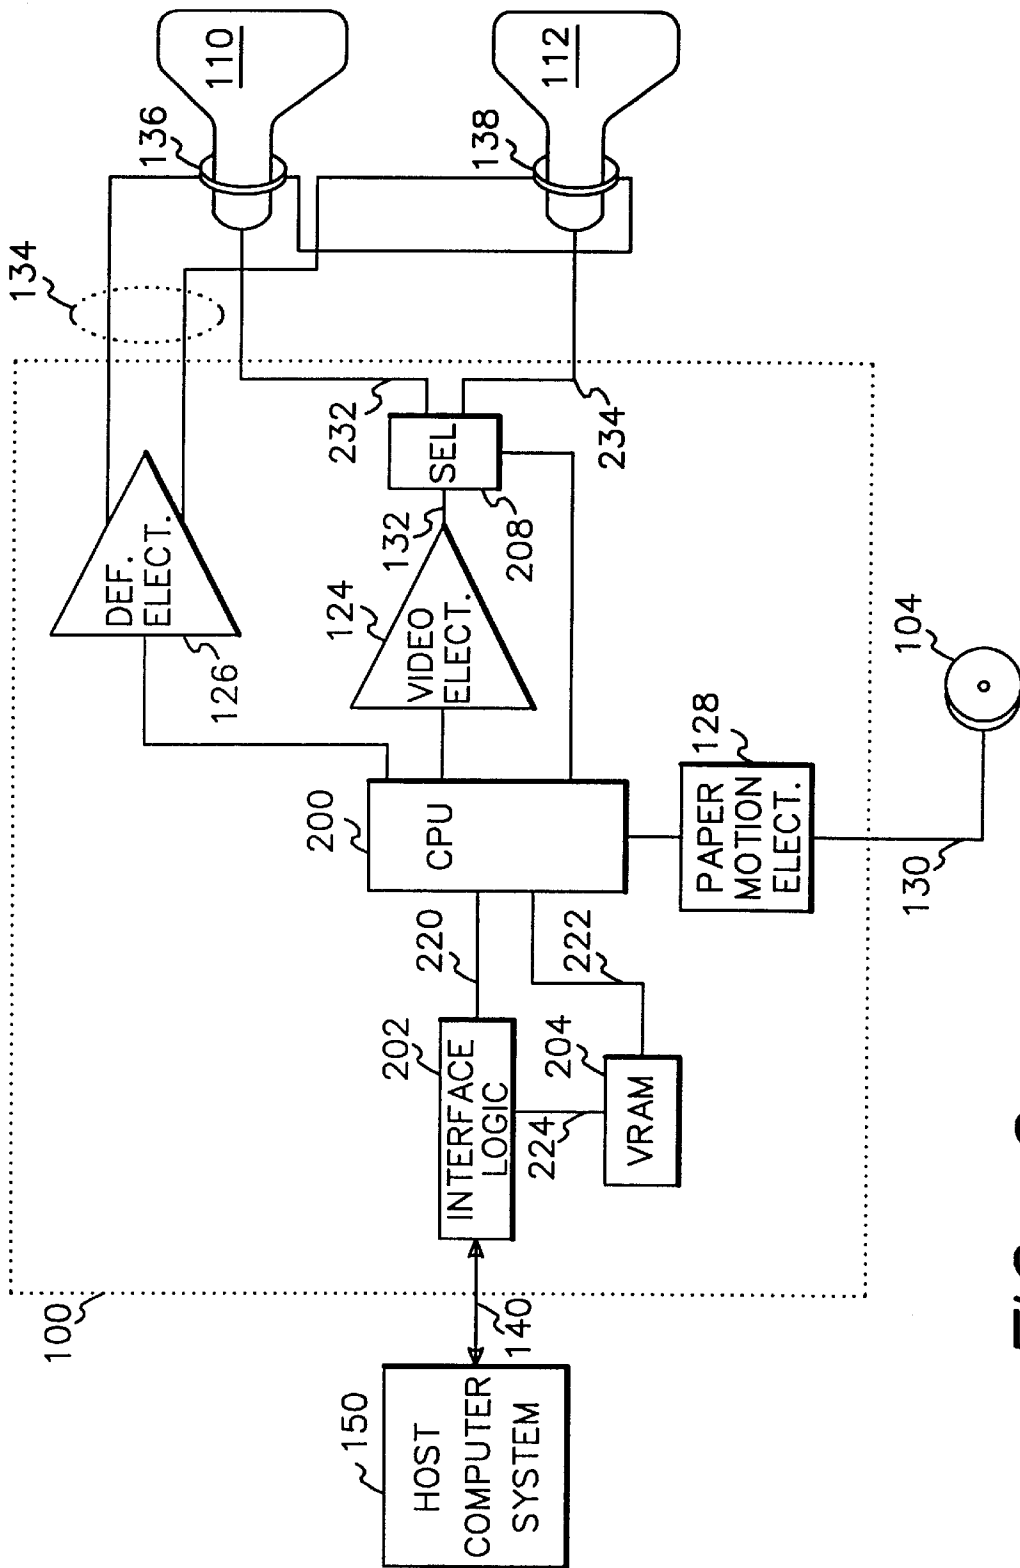 150
HOST
COMPUTER
SYSTEM
140
100
202
INTERFACE
LOGIC
220
224
204
VRAM
222
200
CPU
126
DEF.
ELECT.
124
VIDEO
ELECT.
132
SEL
208
232
234
128
PAPER
MOTION
ELECT.
130
104
134
136
110
138
112